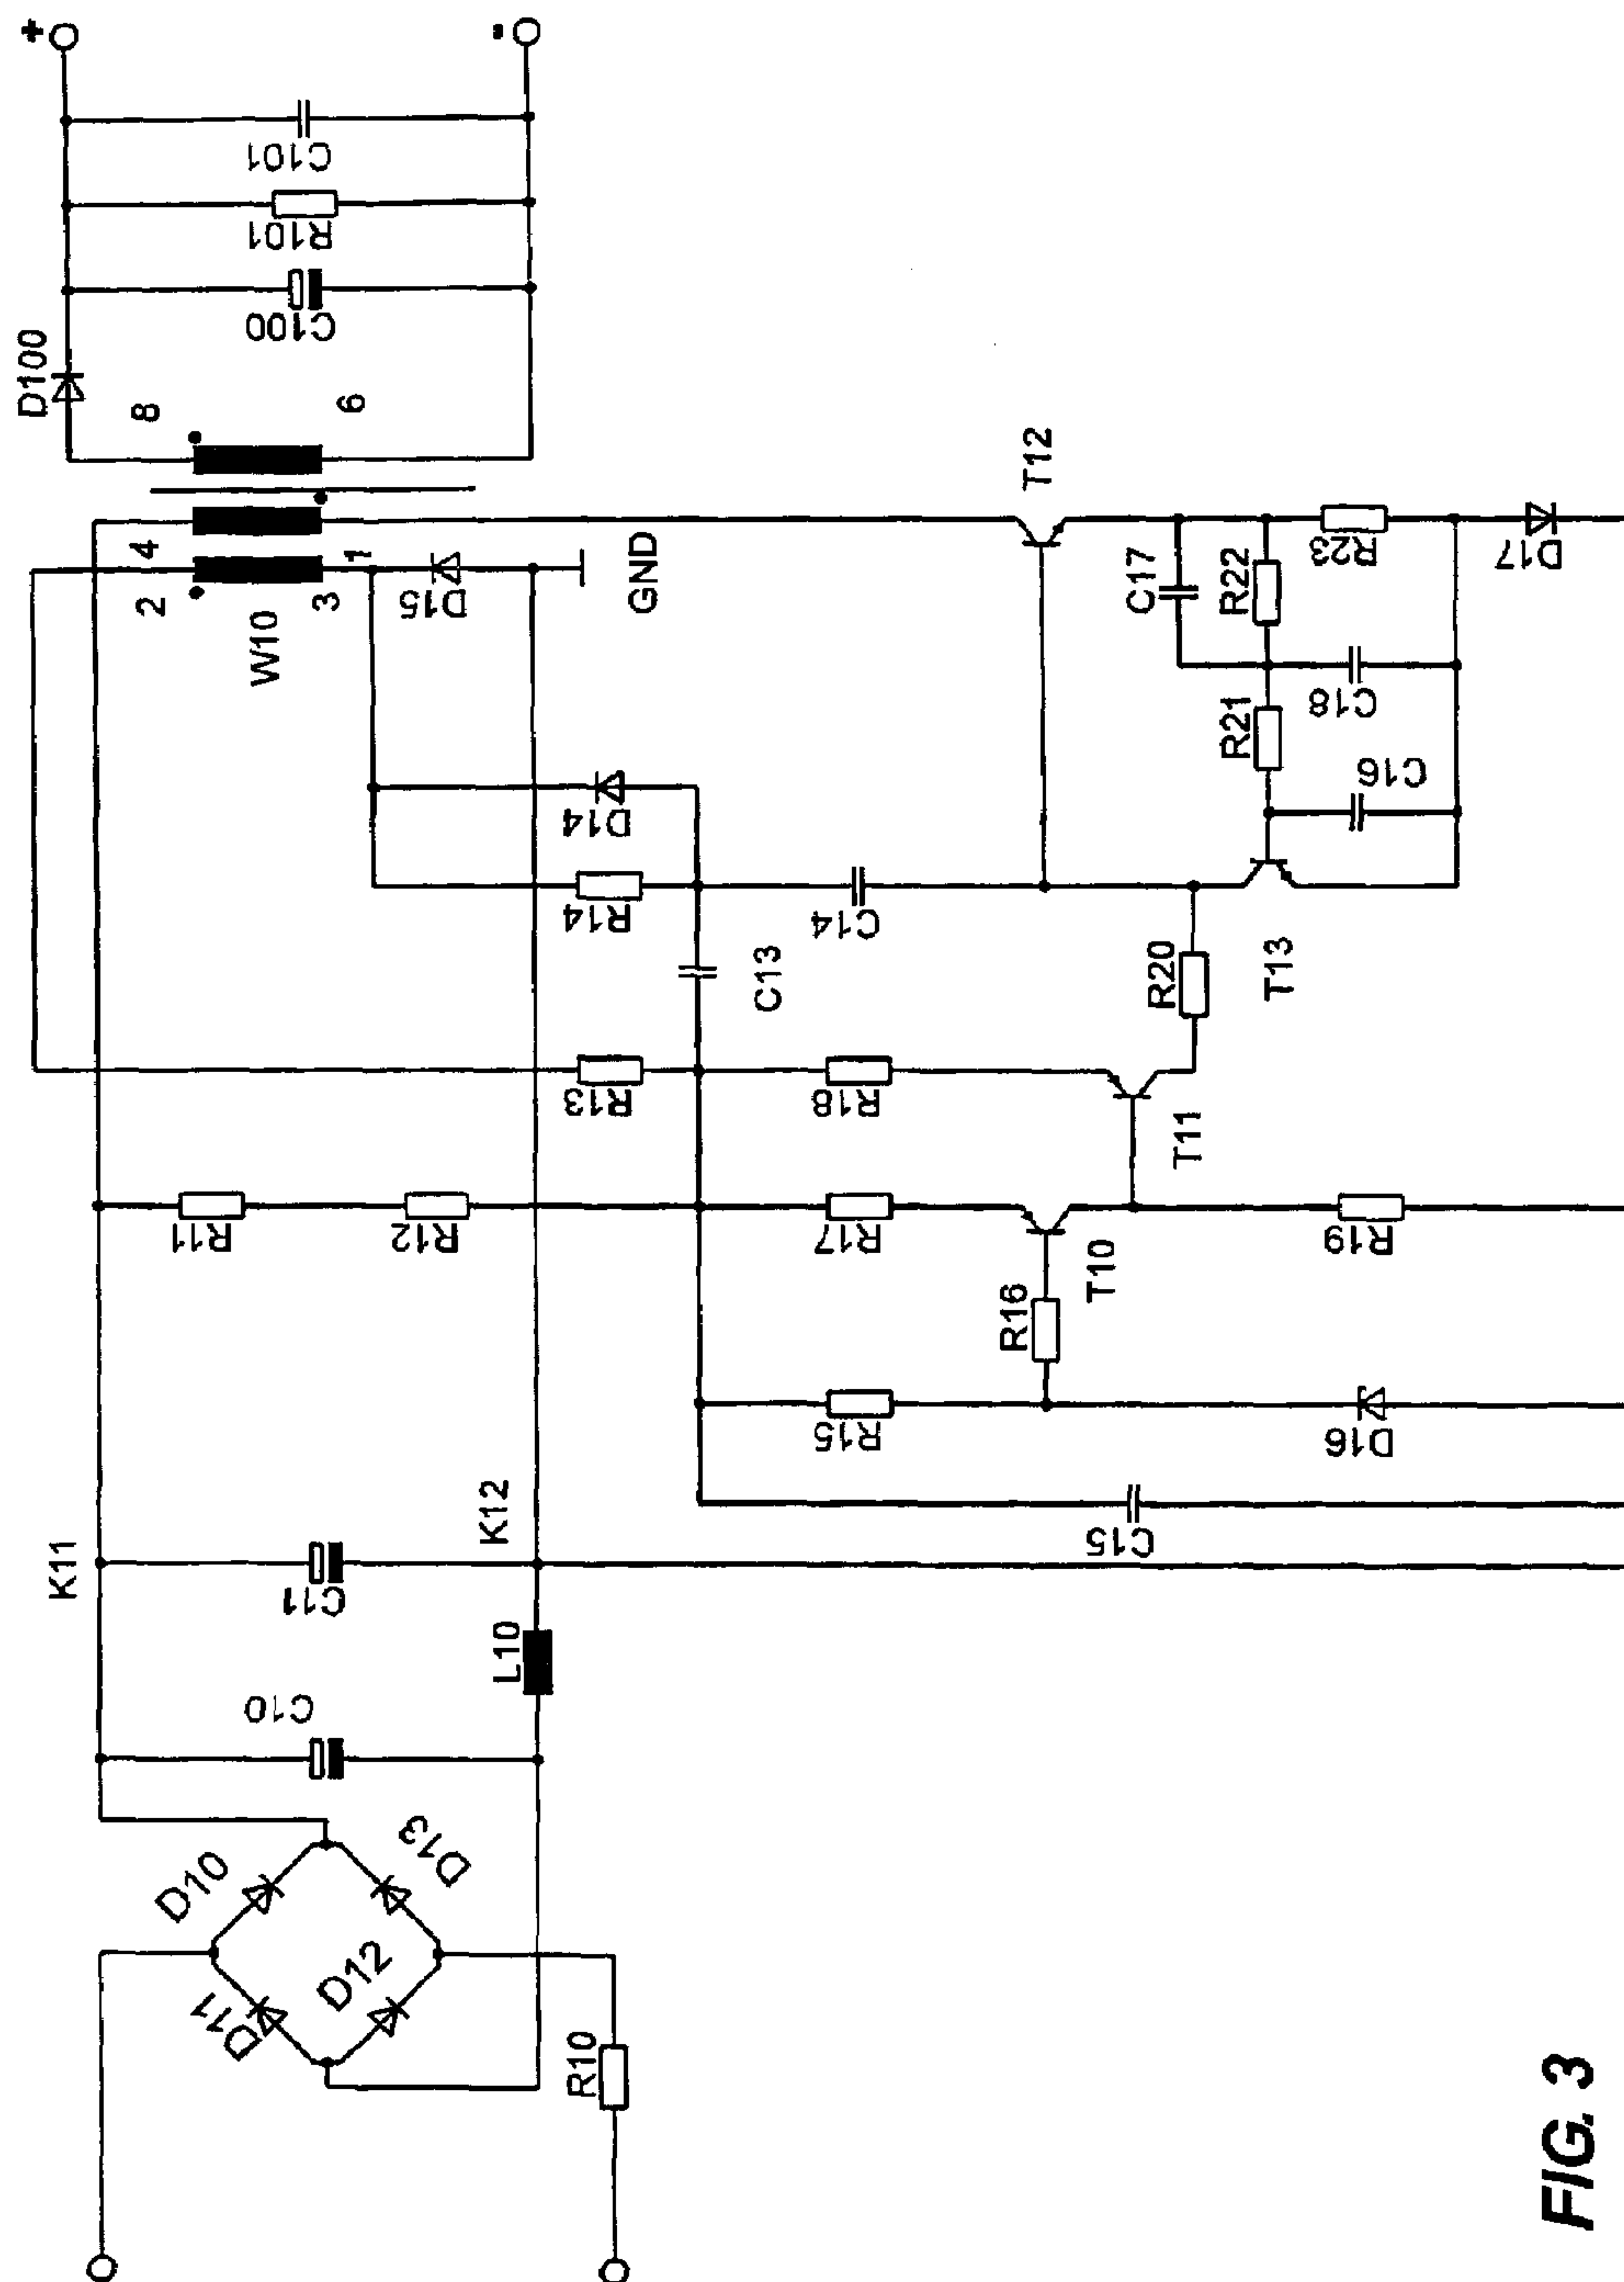 +
-
C101
R101
C100
D100
8
6
2
4
1
3
W10
D15
GND
T12
C17
R22
R23
D17
R21
C18
C16
D14
R14
C14
C13
R20
T13
R13
R18
T11
R11
R12
R17
T10
R19
R16
R15
D16
C15
K11
K12
C11
L10
C10
D10
D13
D11
D12
R10
FIG. 3